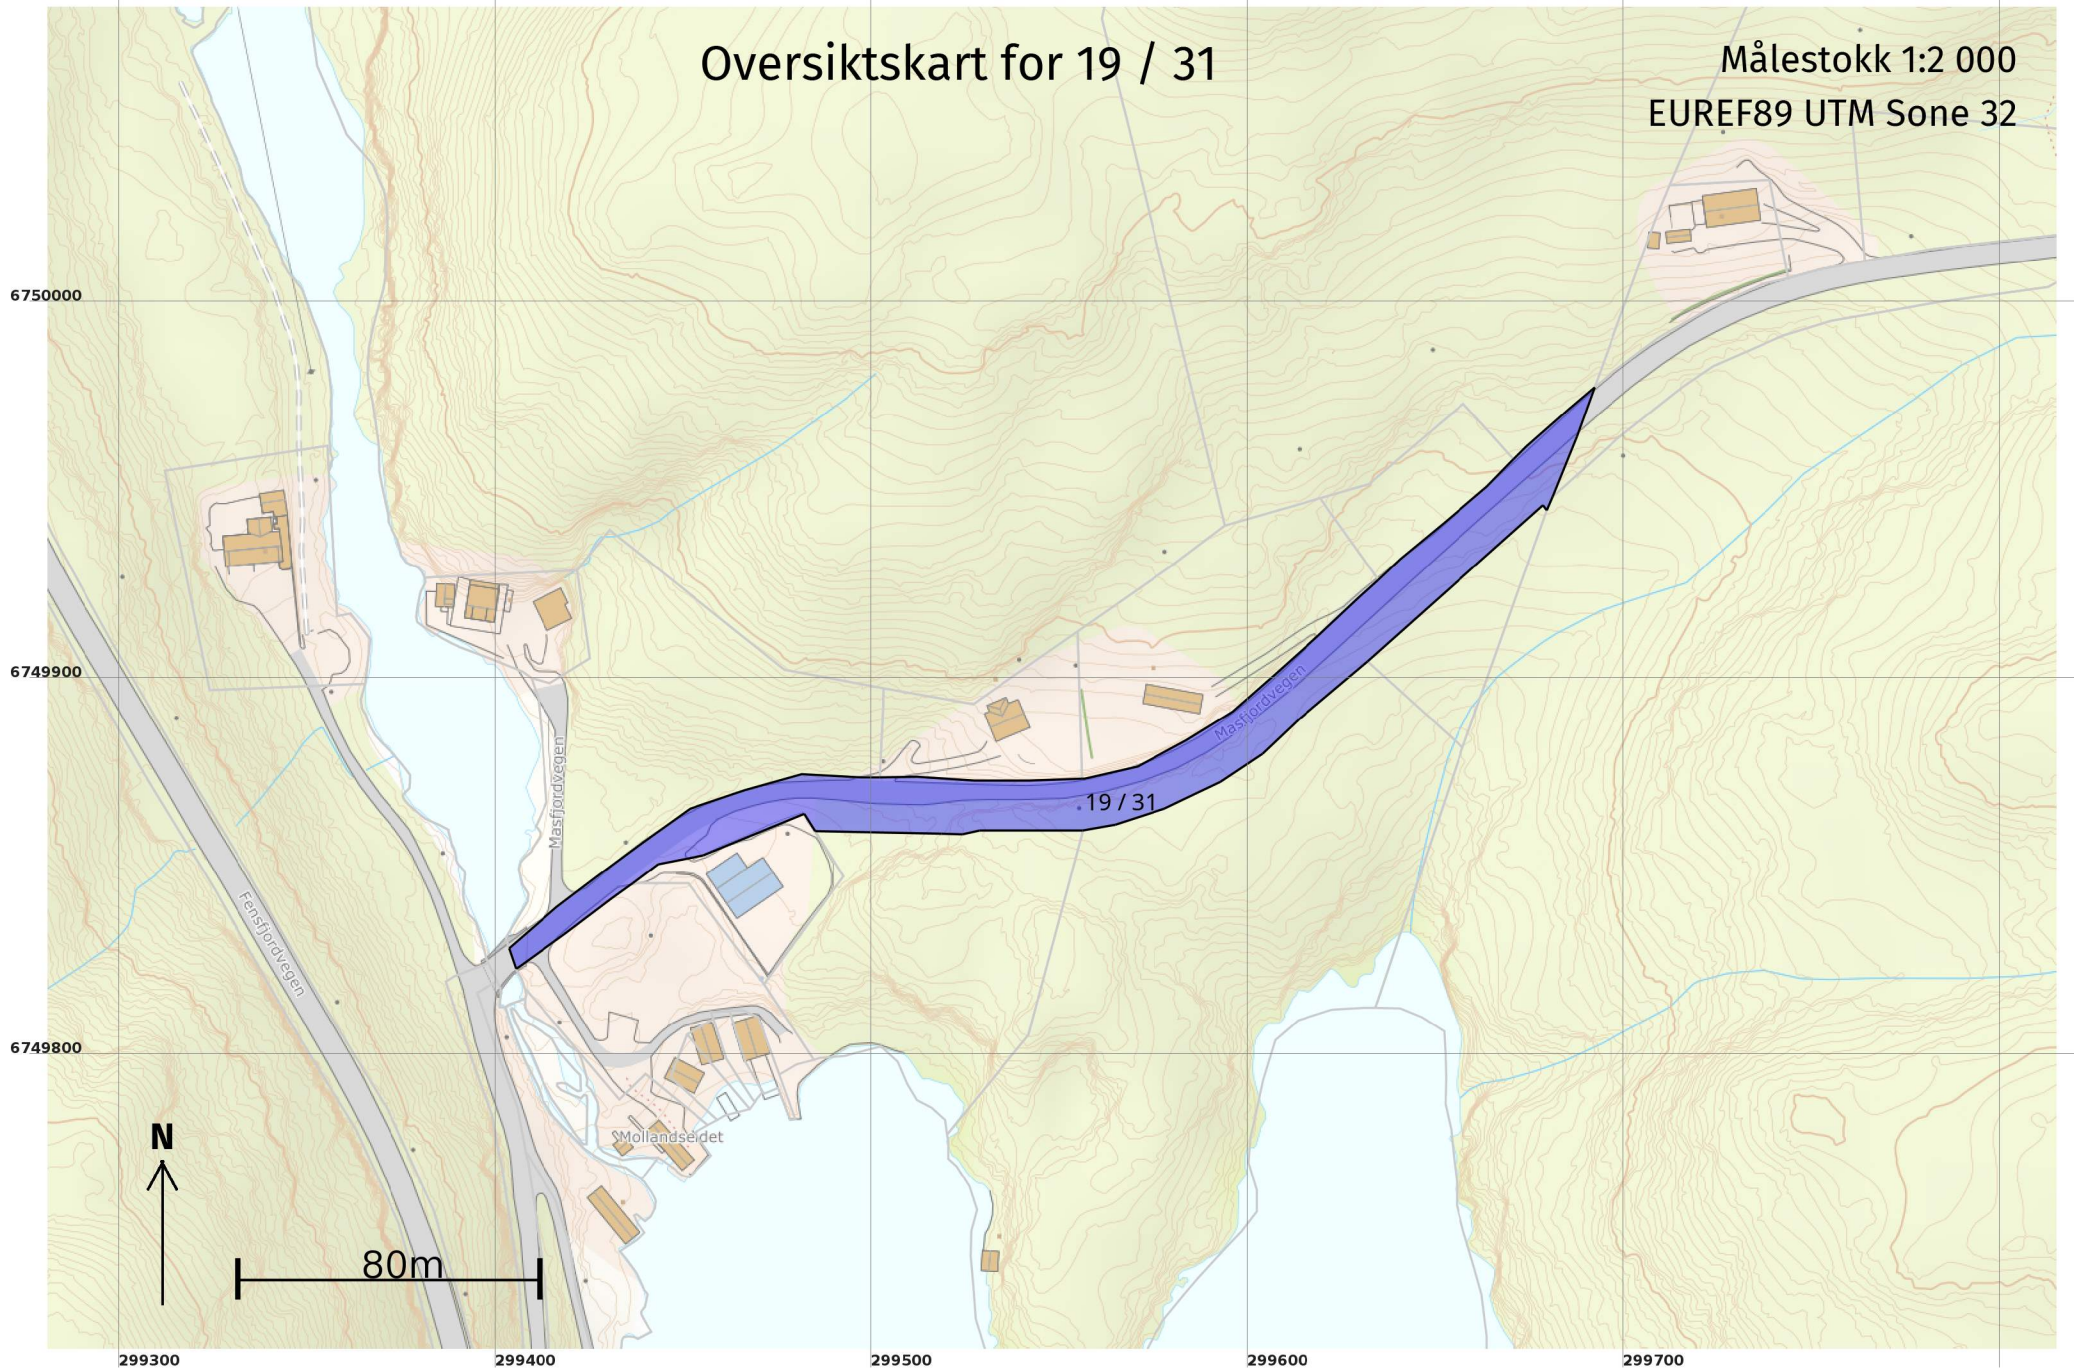 Oversiktskart for 19 / 31
Målestokk 1:2 000
EUREF89 UTM Sone 32
6750000
6749900
Masfjordvegen
Masfjordvegen
19 / 31
Fensfjordvegen
6749800
Mollandseidet
N
80m
299300
299400
299500
299600
299700